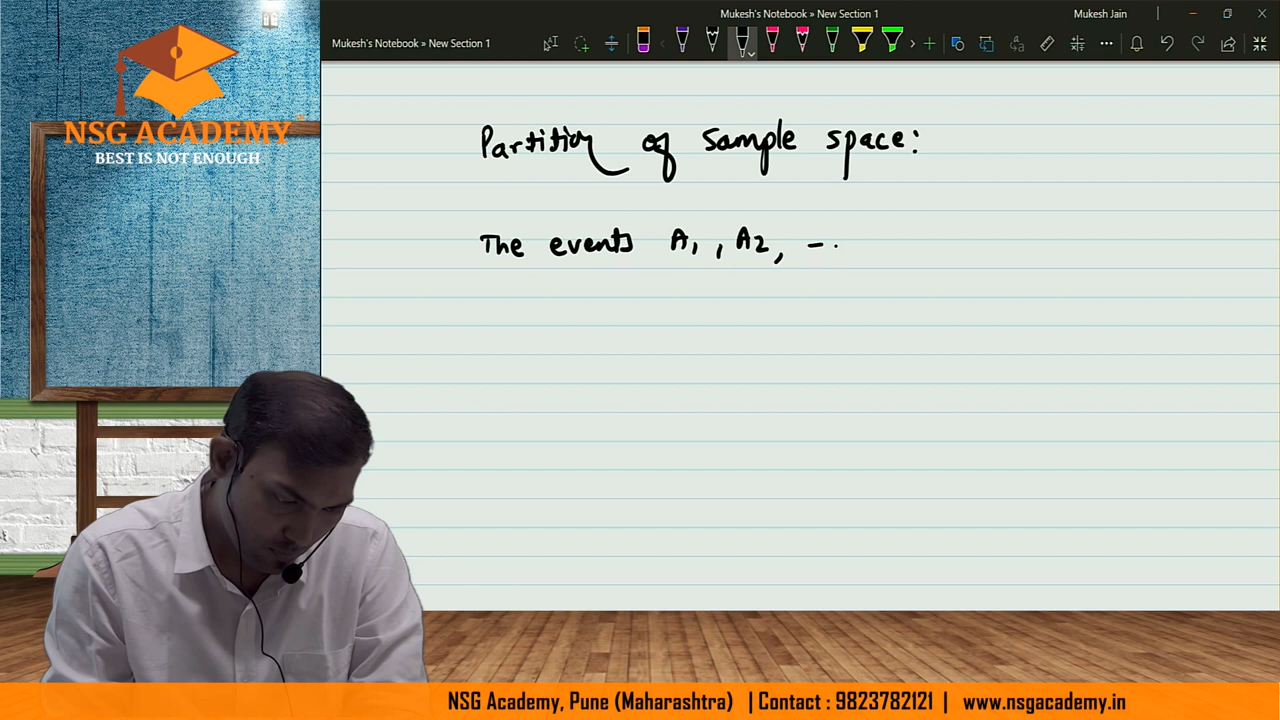 Mukesh's Notebook » New Section 1
Mukesh Jain
Mukesh's Notebook » New Section 1
NSG ACADEMY
BEST IS NOT ENOUGH
Partition of sample space:
The events A1, A2, -.
NSG Academy, Pune (Maharashtra) | Contact : 9823782121 | www.nsgacademy.in